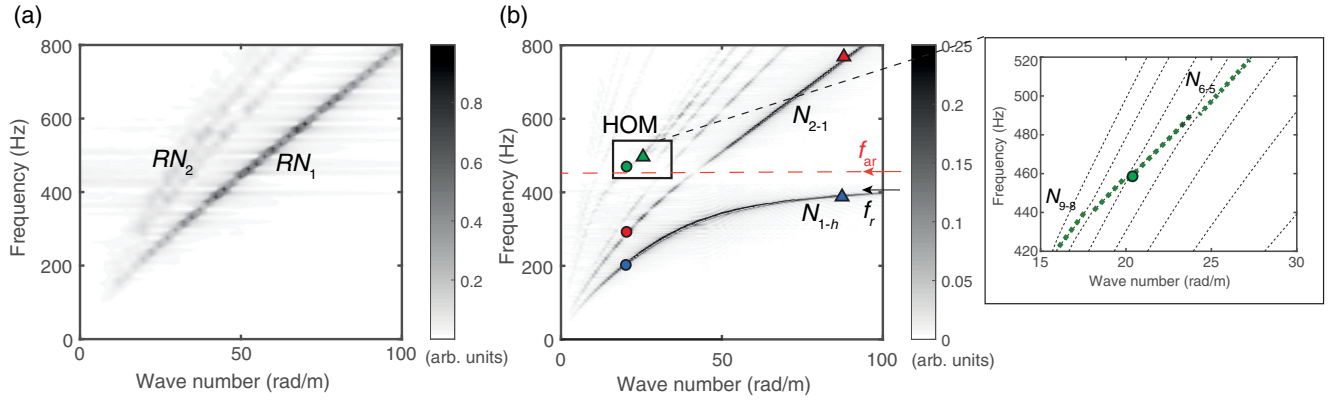 (a)
800
600
400
200
0
0
50
100
Frequency (Hz)
Wave number (rad/m)
RN2
RN1
0.8
0.6
0.4
0.2
(arb. units)
(b)
800
600
400
200
0
0
50
100
Frequency (Hz)
Wave number (rad/m)
HOM
N2-1
far
fr
N1-h
0.25
0.2
0.15
0.1
0.05
0
(arb. units)
520
500
480
460
440
420
15
20
25
30
Frequency (Hz)
Wave number (rad/m)
N6-5
N9-8